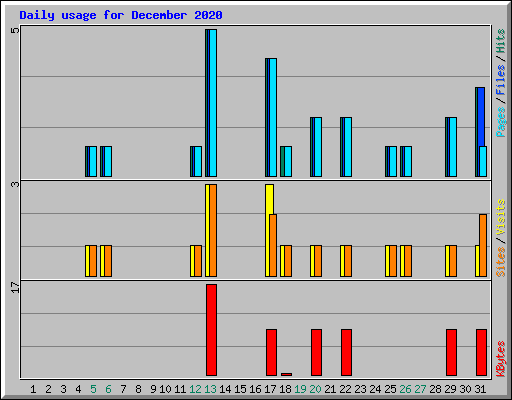 Daily usage for December 2020
5
Pages/Files/Hits
3
Sites/Visits
17
KBytes
1 2 3 4 5 6 7 8 9 10 11 12 13 14 15 16 17 18 19 20 21 22 23 24 25 26 27 28 29 30 31